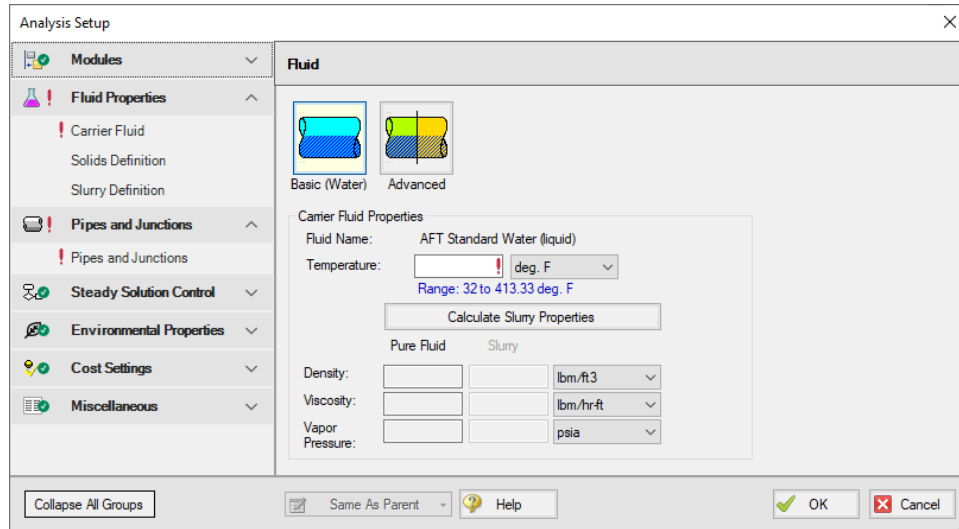 Analysis Setup
Modules
Fluid Properties
Carrier Fluid
Solids Definition
Slurry Definition
Pipes and Junctions
Pipes and Junctions
Steady Solution Control
Environmental Properties
Cost Settings
Miscellaneous
Collapse All Groups
Fluid
Basic (Water) Advanced
Carrier Fluid Properties
Fluid Name: AFT Standard Water (liquid)
Temperature: deg. F
Range: 32 to 413.33 deg. F
Calculate Slurry Properties
Pure Fluid Slurry
Density: lbm/ft3
Viscosity: lbm/hr-ft
Vapor
Pressure: psia
Same As Parent Help OK Cancel